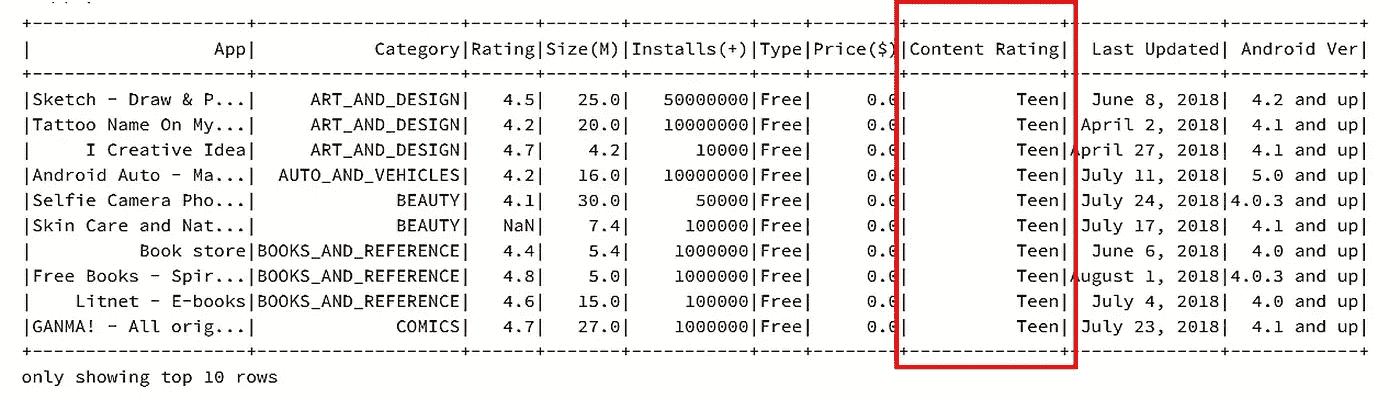 +------------------+-------------------+------+-------+-----------+----+--------+--------------+---------------+------------+
|               App|           Category|Rating|Size(M)|Installs(+)|Type|Price($)|Content Rating|   Last Updated| Android Ver|
+------------------+-------------------+------+-------+-----------+----+--------+--------------+---------------+------------+
|Sketch - Draw & P...|     ART_AND_DESIGN|   4.5|   25.0|   50000000|Free|     0.0|          Teen|   June 8, 2018|  4.2 and up|
|Tattoo Name On My...|     ART_AND_DESIGN|   4.2|   20.0|   10000000|Free|     0.0|          Teen|  April 2, 2018|  4.1 and up|
|     I Creative Idea|     ART_AND_DESIGN|   4.7|    4.2|      10000|Free|     0.0|          Teen| April 27, 2018|  4.1 and up|
|Android Auto - Ma...|  AUTO_AND_VEHICLES|   4.2|   16.0|   10000000|Free|     0.0|          Teen|  July 11, 2018|  5.0 and up|
|Selfie Camera Pho...|             BEAUTY|   4.1|   30.0|      50000|Free|     0.0|          Teen|  July 24, 2018|4.0.3 and up|
|Skin Care and Nat...|             BEAUTY|   NaN|    7.4|     100000|Free|     0.0|          Teen|  July 17, 2018|  4.1 and up|
|          Book store|BOOKS_AND_REFERENCE|   4.4|    5.4|    1000000|Free|     0.0|          Teen|   June 6, 2018|  4.0 and up|
|Free Books - Spir...|BOOKS_AND_REFERENCE|   4.8|    5.0|    1000000|Free|     0.0|          Teen| August 1, 2018|4.0.3 and up|
|    Litnet - E-books|BOOKS_AND_REFERENCE|   4.6|   15.0|     100000|Free|     0.0|          Teen|   July 4, 2018|  4.0 and up|
|GANMA! - All orig...|             COMICS|   4.7|   27.0|    1000000|Free|     0.0|          Teen|  July 23, 2018|  4.1 and up|
+------------------+-------------------+------+-------+-----------+----+--------+--------------+---------------+------------+
only showing top 10 rows